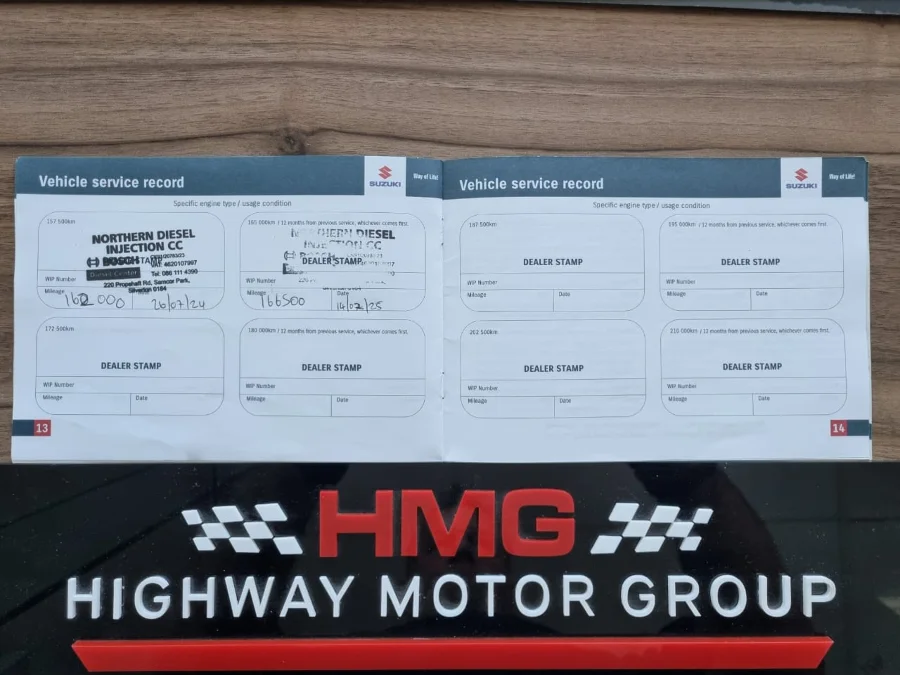 Vehicle service record
SUZUKI
Way of Life!
Specific engine type / usage condition
157 500km
NORTHERN DIESEL
INJECTION CC
BOSCH
Diesel Center
Tel: 086 111 4390
220 Propshaft Rd, Samcor Park,
Silverton 0184
WIP Number
Mileage
162 000
26/07/24
165 000km / 12 months from previous service, whichever comes first.
NORTHERN DIESEL
INJECTION CC
DEALER STAMP
WIP Number
Mileage
Date
166500
14/02/25
172 500km
DEALER STAMP
WIP Number
Mileage
Date
180 000km / 12 months from previous service, whichever comes first.
DEALER STAMP
WIP Number
Mileage
Date
13
Vehicle service record
SUZUKI
Way of Life!
Specific engine type / usage condition
187 500km
DEALER STAMP
WIP Number
Mileage
Date
195 000km / 12 months from previous service, whichever comes first.
DEALER STAMP
WIP Number
Mileage
Date
202 500km
DEALER STAMP
WIP Number
Mileage
Date
210 000km / 12 months from previous service, whichever comes first.
DEALER STAMP
WIP Number
Mileage
Date
14
HMG
HIGHWAY MOTOR GROUP